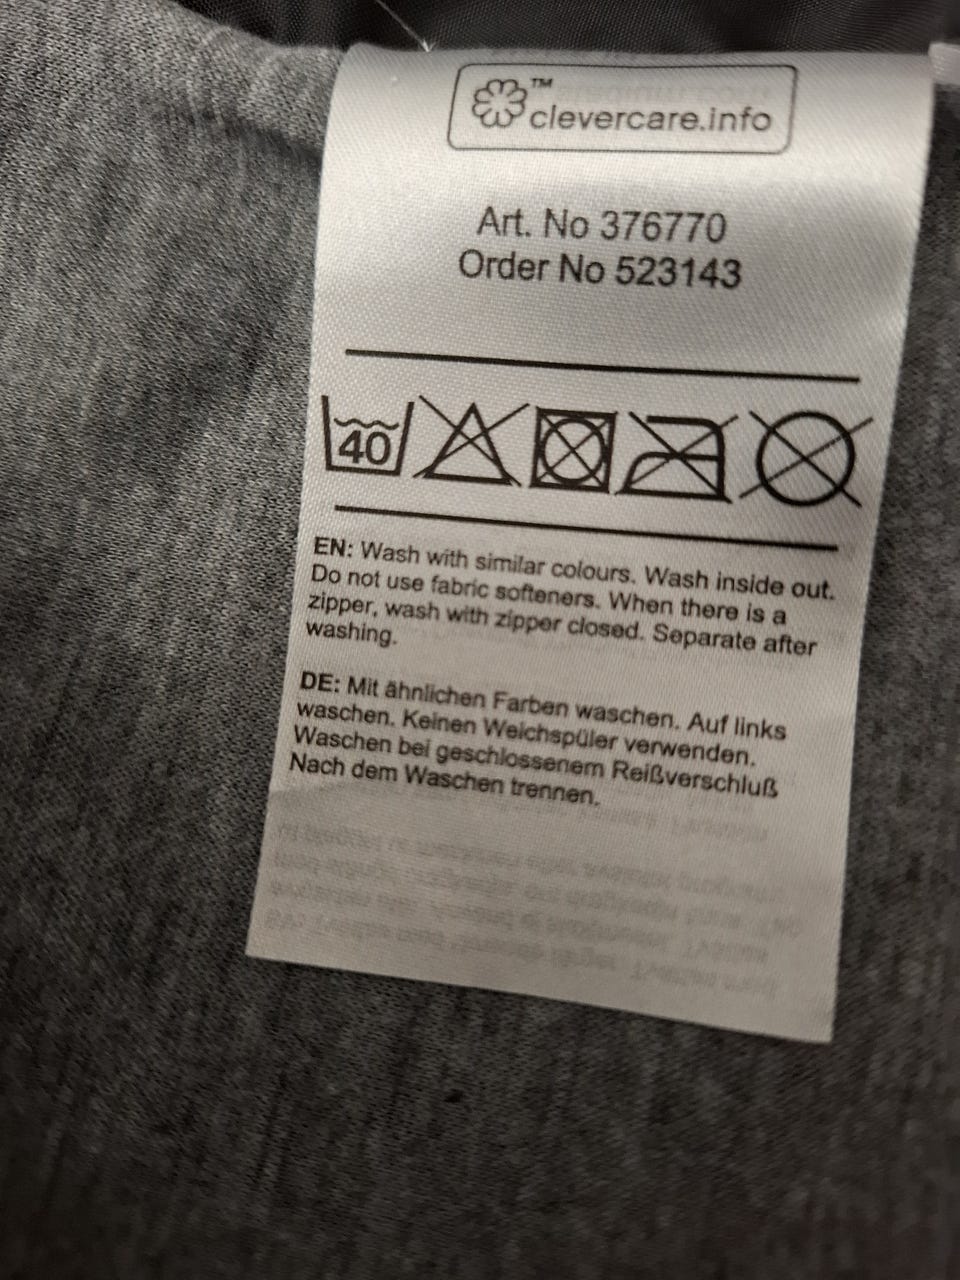 ™
clevercare.info
Art. No 376770
Order No 523143
40
EN: Wash with similar colours. Wash inside out.
Do not use fabric softeners. When there is a
zipper, wash with zipper closed. Separate after
washing.
DE: Mit ähnlichen Farben waschen. Auf links
waschen. Keinen Weichspüler verwenden.
Waschen bei geschlossenem Reißverschluß
Nach dem Waschen trennen.